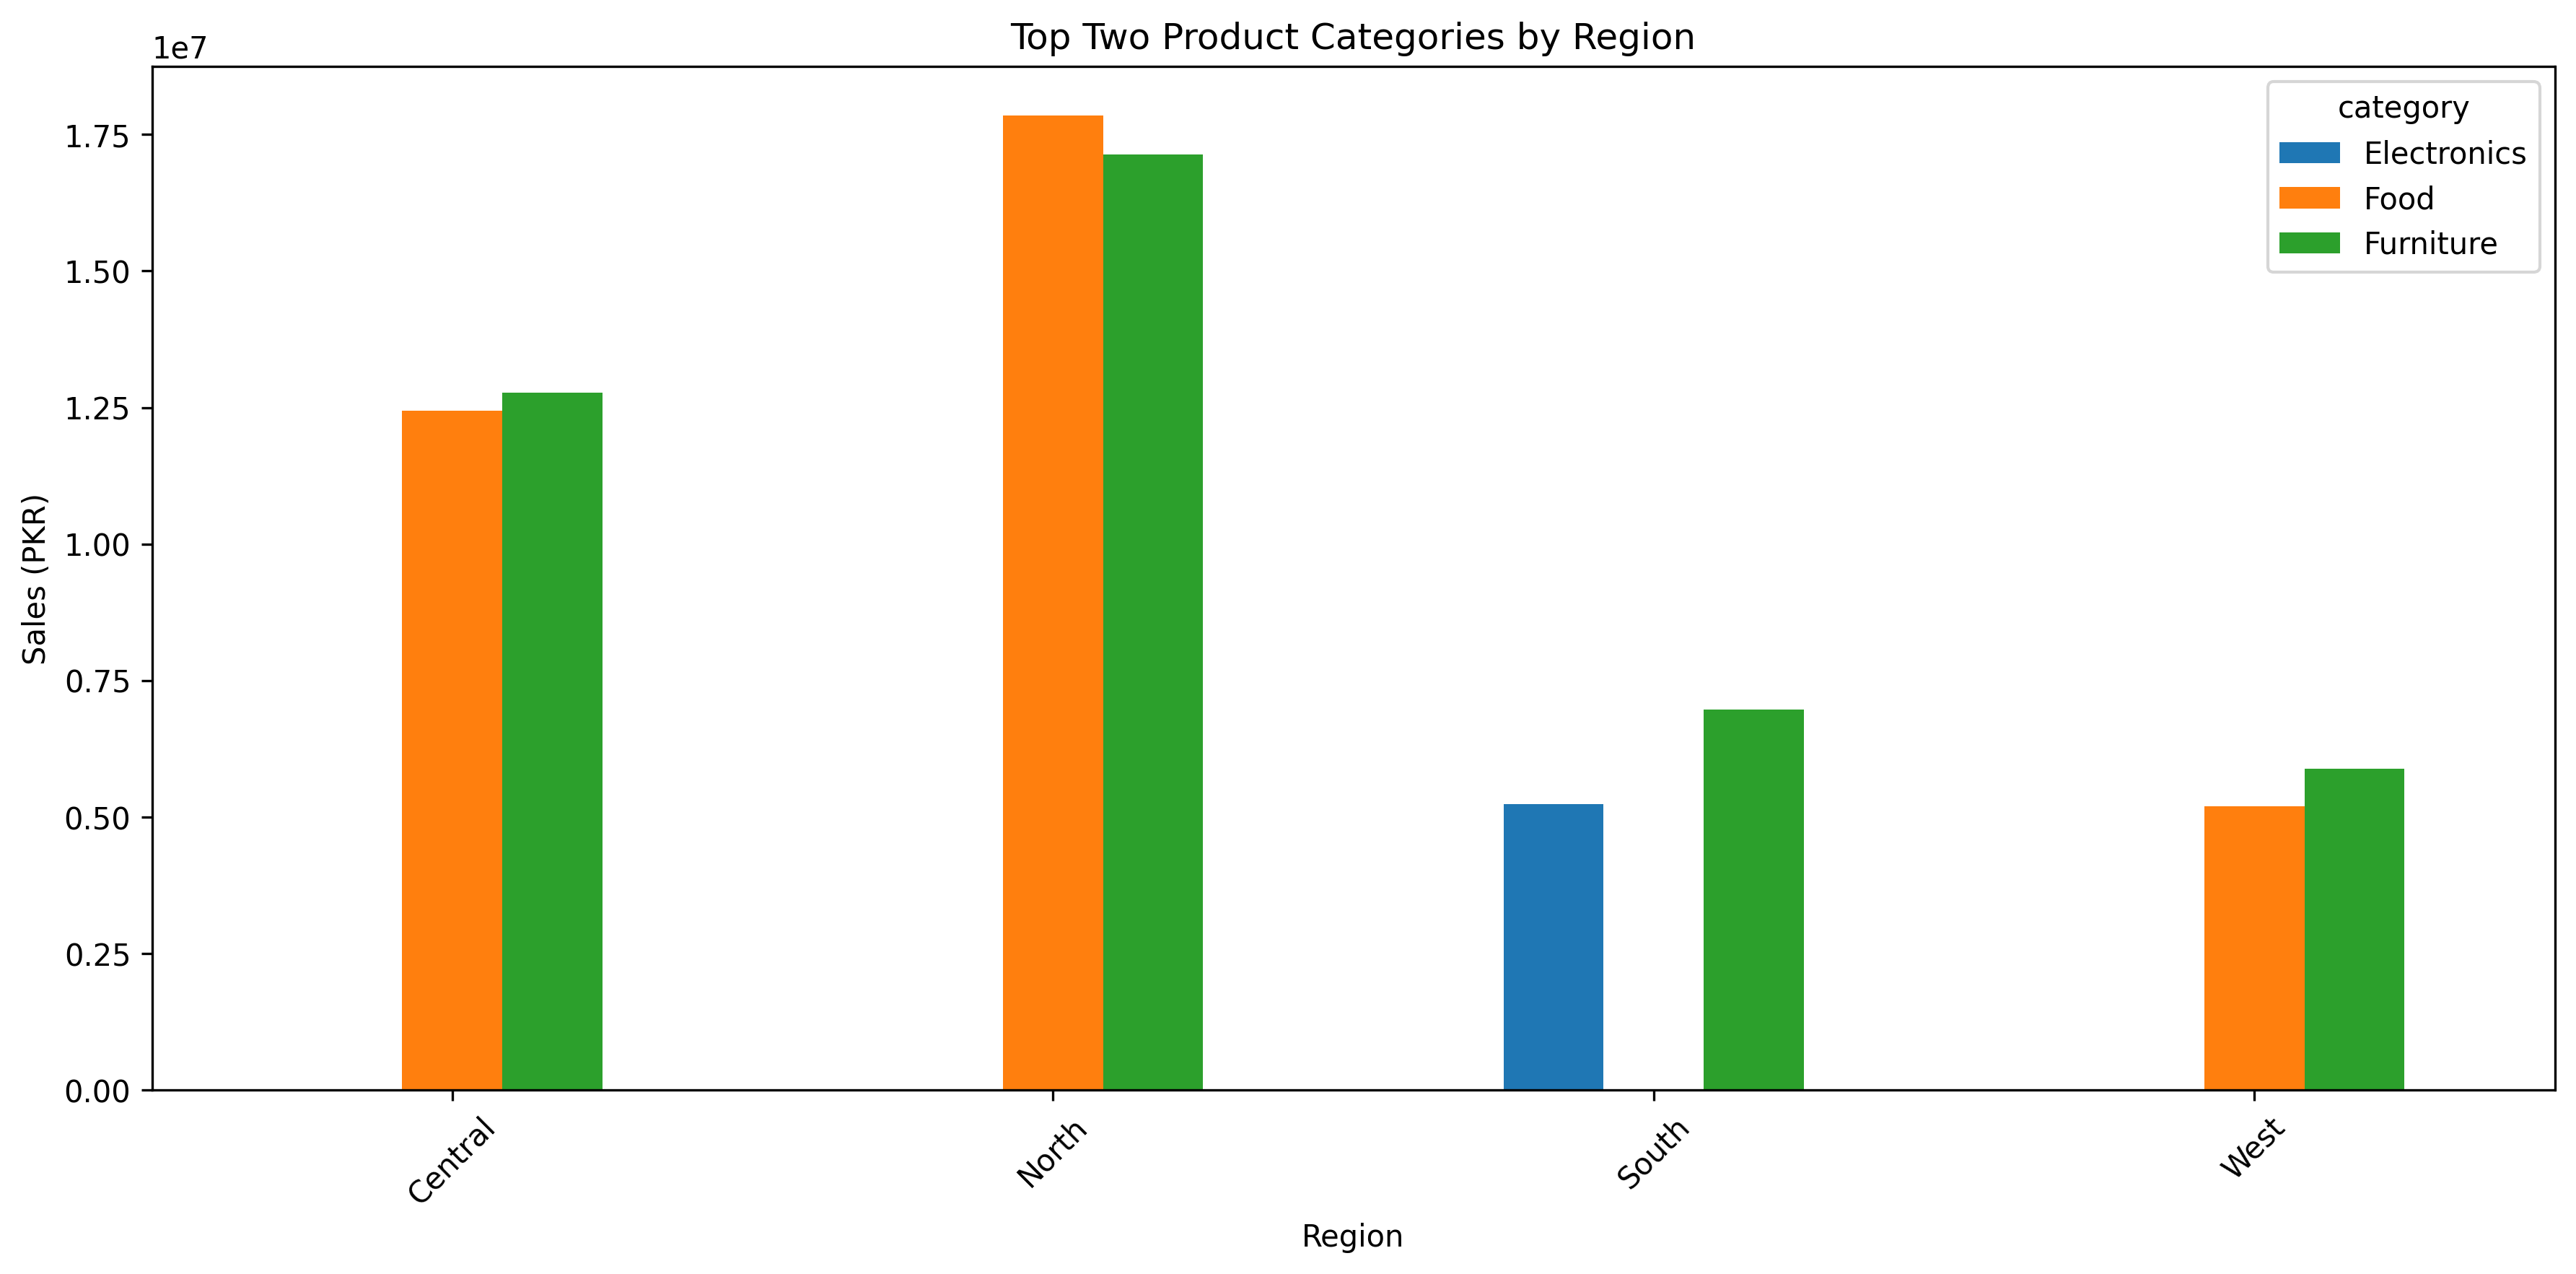 Top Two Product Categories by Region
1e7
1.75
1.50
1.25
1.00
0.75
0.50
0.25
0.00
Sales (PKR)
category
Electronics
Food
Furniture
Central
North
South
West
Region